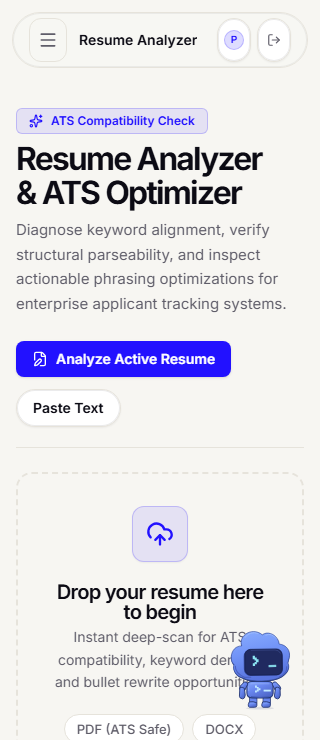 Resume Analyzer
P
ATS Compatibility Check
Resume Analyzer
& ATS Optimizer
Diagnose keyword alignment, verify
structural parseability, and inspect
actionable phrasing optimizations for
enterprise applicant tracking systems.
Analyze Active Resume
Paste Text
Drop your resume here
to begin
Instant deep-scan for ATS
compatibility, keyword
and bullet rewrite
PDF (ATS Safe)
DOCX